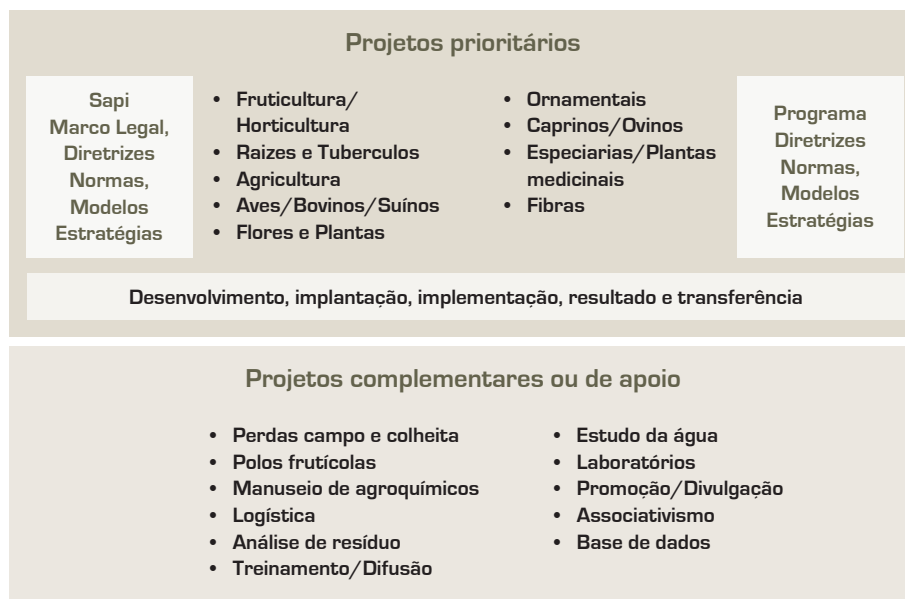 Projetos prioritários
Sapi
Marco Legal,
Diretrizes
Normas,
Modelos
Estratégias
• Fruticultura/
Horticultura
• Raizes e Tuberculos
• Agricultura
• Aves/Bovinos/Suínos
• Flores e Plantas
• Ornamentais
• Caprinos/Ovinos
• Especiarias/Plantas
medicinais
• Fibras
Programa
Diretrizes
Normas,
Modelos
Estratégias
Desenvolvimento, implantação, implementação, resultado e transferência
Projetos complementares ou de apoio
• Perdas campo e colheita
• Polos frutícolas
• Manuseio de agroquímicos
• Logística
• Análise de resíduo
• Treinamento/Difusão
• Estudo da água
• Laboratórios
• Promoção/Divulgação
• Associativismo
• Base de dados